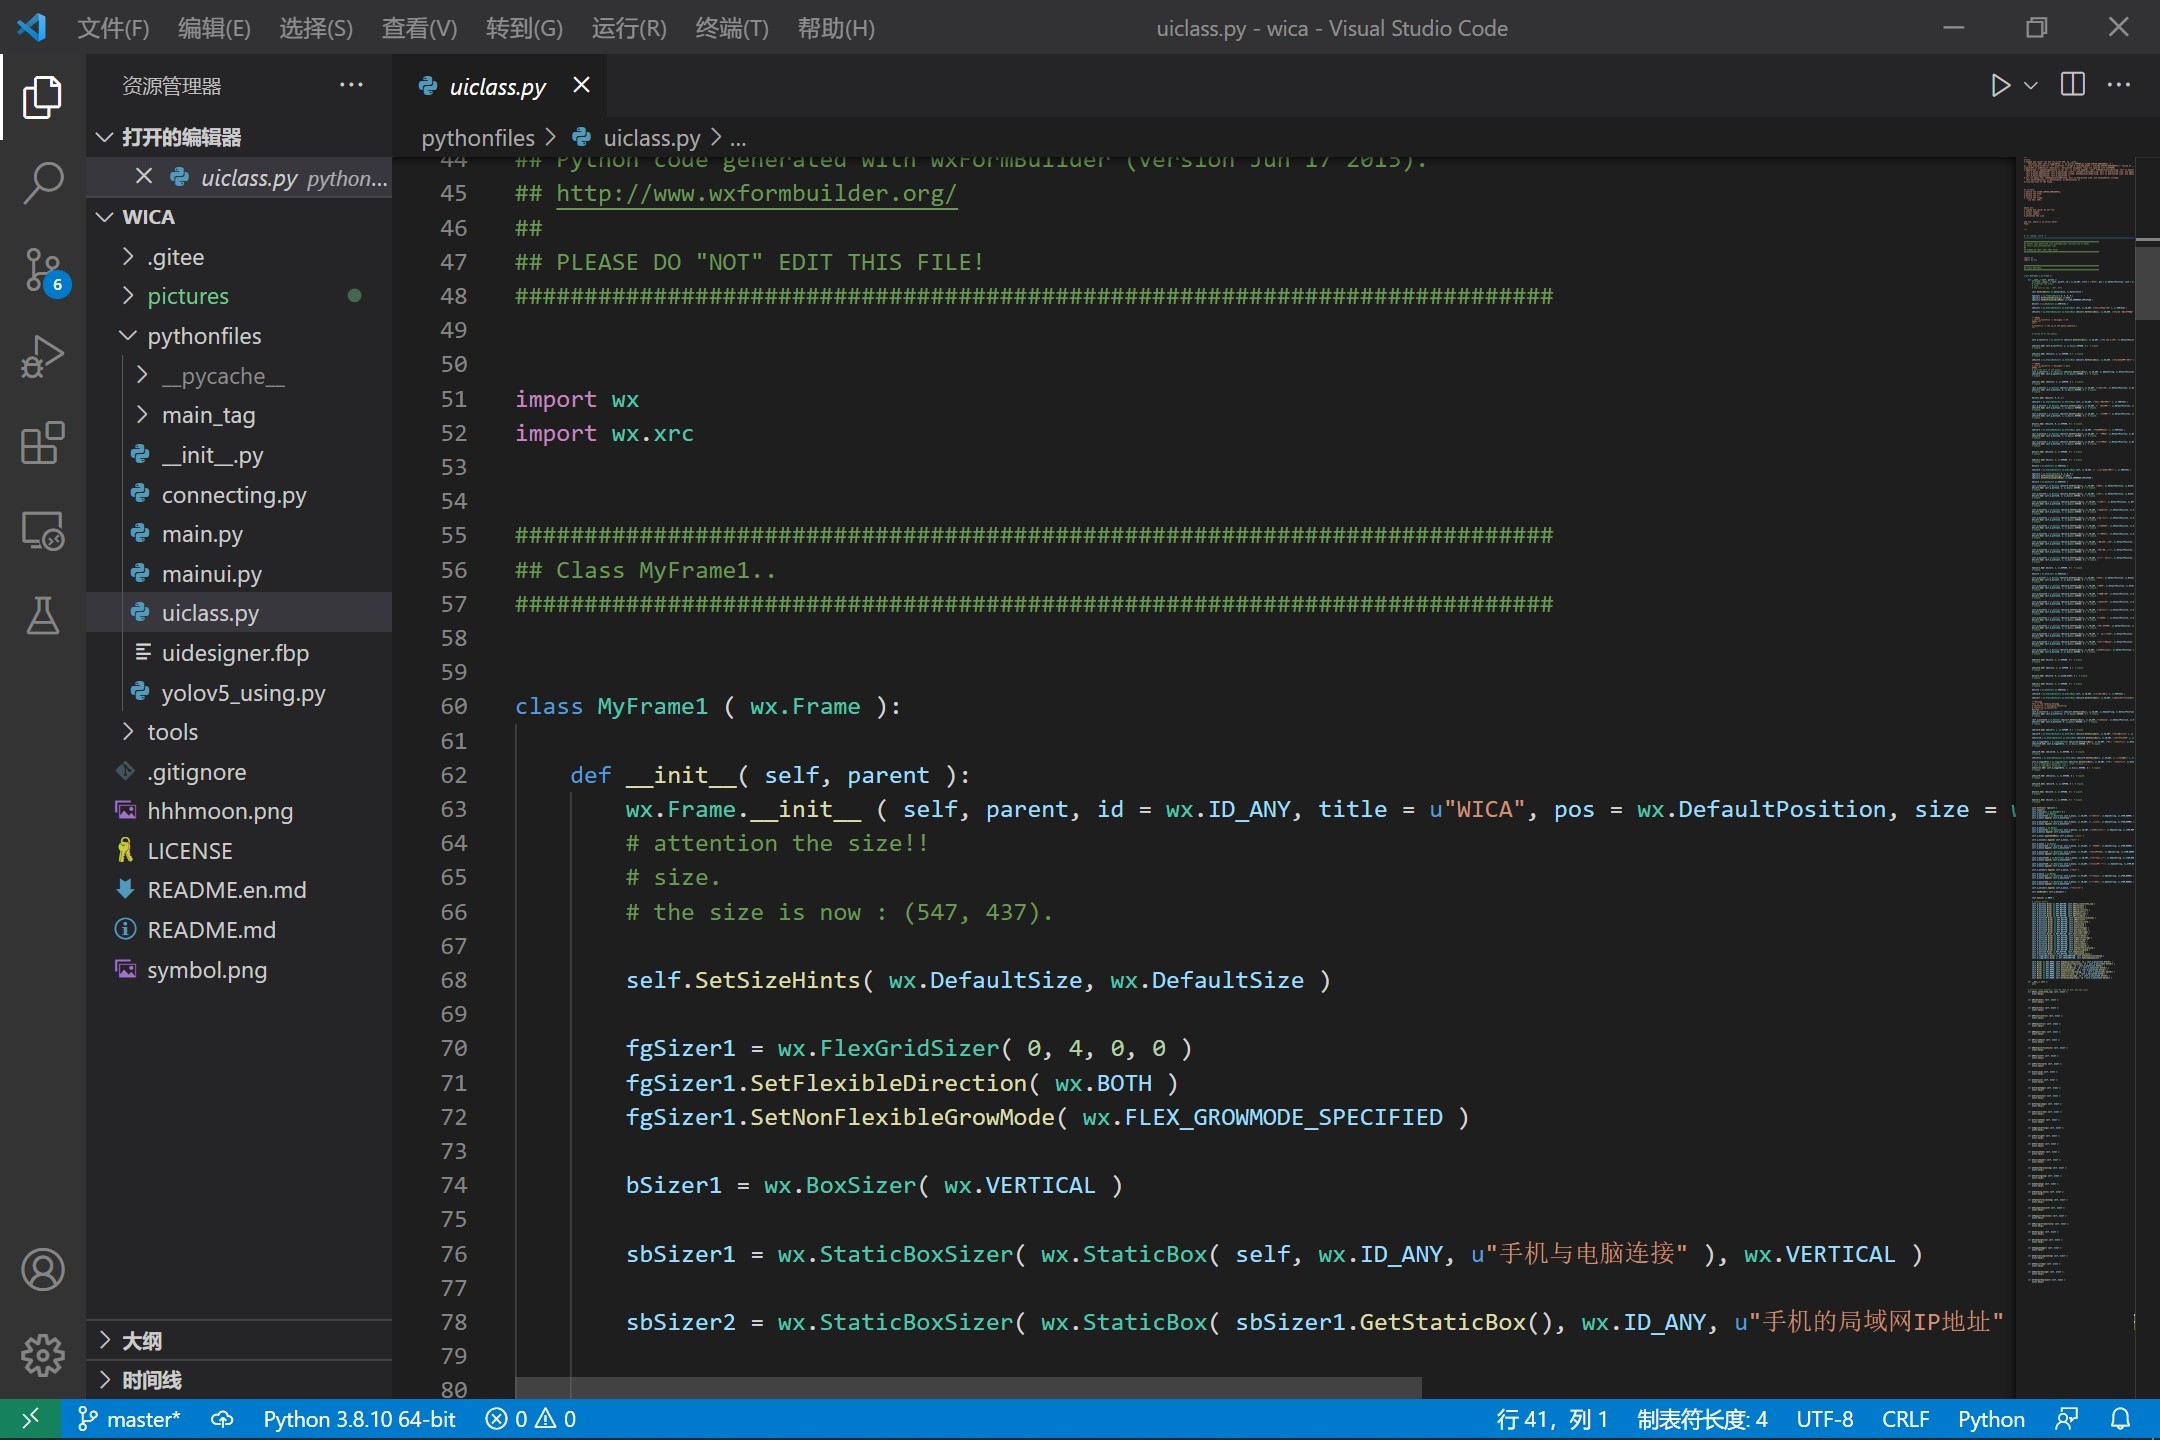 文件(F) 编辑(E) 选择(S) 查看(V) 转到(G) 运行(R) 终端(T) 帮助(H)
uiclass.py - wica - Visual Studio Code
资源管理器
打开的编辑器
uiclass.py python...
WICA
.gitee
pictures
pythonfiles
__pycache__
main_tag
__init__.py
connecting.py
main.py
mainui.py
uiclass.py
uidesigner.fbp
yolov5_using.py
tools
.gitignore
hhhmoon.png
LICENSE
README.en.md
README.md
symbol.png
大纲
时间线
6
uiclass.py
pythonfiles > uiclass.py > ...
44 ## Python code generated with wxFormBuilder (version Jun 17 2015).
45 ## http://www.wxformbuilder.org/
46 ##
47 ## PLEASE DO "NOT" EDIT THIS FILE!
48 ###########################################################################
49
50
51 import wx
52 import wx.xrc
53
54
55 ###########################################################################
56 ## Class MyFrame1..
57 ###########################################################################
58
59
60 class MyFrame1 ( wx.Frame ):
61
62 def __init__( self, parent ):
63 wx.Frame.__init__ ( self, parent, id = wx.ID_ANY, title = u"WICA", pos = wx.DefaultPosition, size =
64 # attention the size!!
65 # size.
66 # the size is now : (547, 437).
67
68 self.SetSizeHints( wx.DefaultSize, wx.DefaultSize )
69
70 fgSizer1 = wx.FlexGridSizer( 0, 4, 0, 0 )
71 fgSizer1.SetFlexibleDirection( wx.BOTH )
72 fgSizer1.SetNonFlexibleGrowMode( wx.FLEX_GROWMODE_SPECIFIED )
73
74 bSizer1 = wx.BoxSizer( wx.VERTICAL )
75
76 sbSizer1 = wx.StaticBoxSizer( wx.StaticBox( self, wx.ID_ANY, u"手机与电脑连接" ), wx.VERTICAL )
77
78 sbSizer2 = wx.StaticBoxSizer( wx.StaticBox( sbSizer1.GetStaticBox(), wx.ID_ANY, u"手机的局域网IP地址"
79
80
master* Python 3.8.10 64-bit 0 0 行 41，列 1 制表符长度: 4 UTF-8 CRLF Python